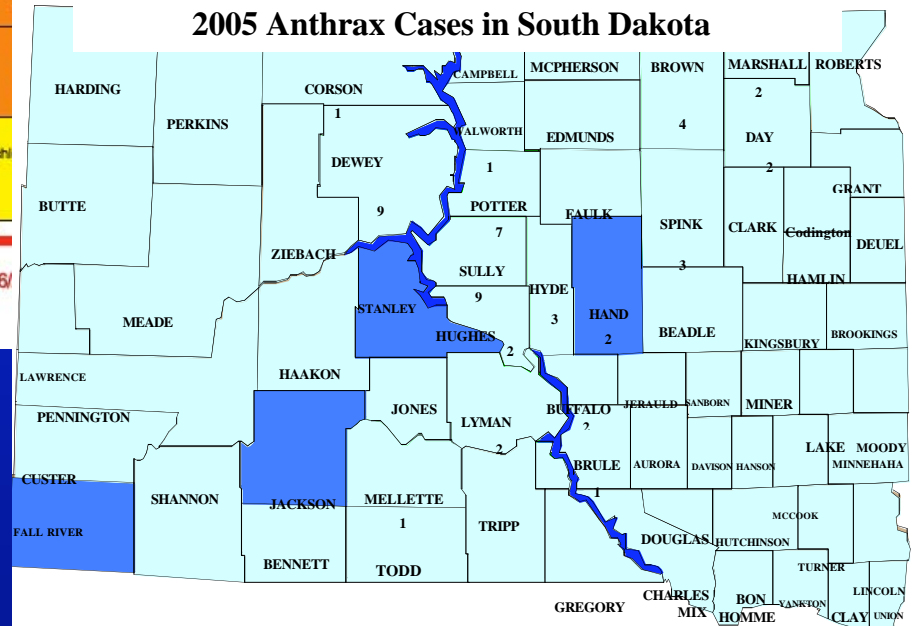 2005 Anthrax Cases in South Dakota
HARDING
PERKINS
CORSON
1
CAMPBELL
MCPHERSON
BROWN
4
MARSHALL
2
ROBERTS
WALWORTH
1
EDMUNDS
DAY
2
DEWEY
9
BUTTE
ZIEBACH
POTTER
7
FAULK
SPINK
3
CLARK
Codington
GRANT
DEUEL
HAMLIN
SULLY
9
HYDE
3
HAND
2
MEADE
STANLEY
HUGHES
2
BEADLE
KINGSBURY
BROOKINGS
LAWRENCE
HAAKON
PENNINGTON
JONES
LYMAN
2
BUFFALO
2
JERAULD
SANBORN
MINER
LAKE
MOODY
MINNEHAHA
CUSTER
SHANNON
JACKSON
MELLETTE
1
BRULE
1
AURORA
DAVISON
HANSON
MCCOOK
FALL RIVER
BENNETT
TODD
TRIPP
GREGORY
DOUGLAS
HUTCHINSON
TURNER
LINCOLN
CHARLES
MIX
BON
HOMME
YANKTON
CLAY
UNION
6/